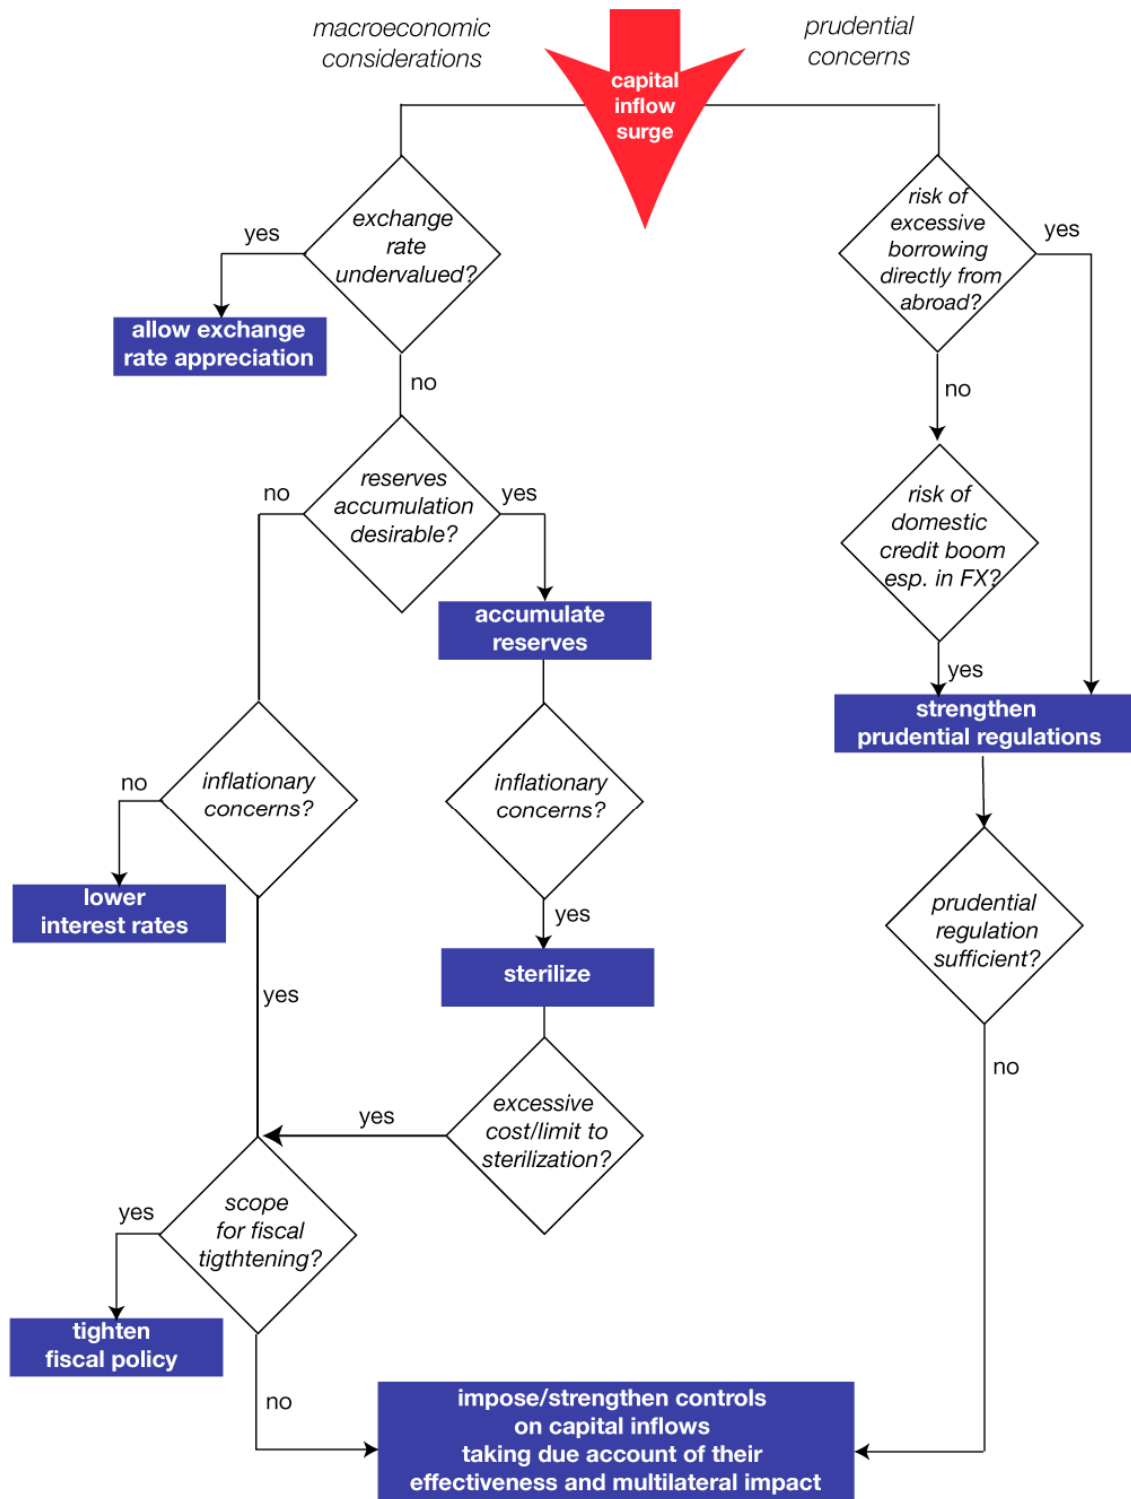 macroeconomic
considerations
prudential
concerns
capital
inflow
surge
exchange
rate
undervalued?
yes
allow exchange
rate appreciation
no
risk of
excessive
borrowing
directly from
abroad?
yes
no
reserves
accumulation
desirable?
no
yes
accumulate
reserves
risk of
domestic
credit boom
esp. in FX?
yes
strengthen
prudential regulations
inflationary
concerns?
no
lower
interest rates
yes
inflationary
concerns?
yes
sterilize
prudential
regulation
sufficient?
no
excessive
cost/limit to
sterilization?
yes
scope
for fiscal
tigthtening?
yes
tighten
fiscal policy
no
impose/strengthen controls
on capital inflows
taking due account of their
effectiveness and multilateral impact